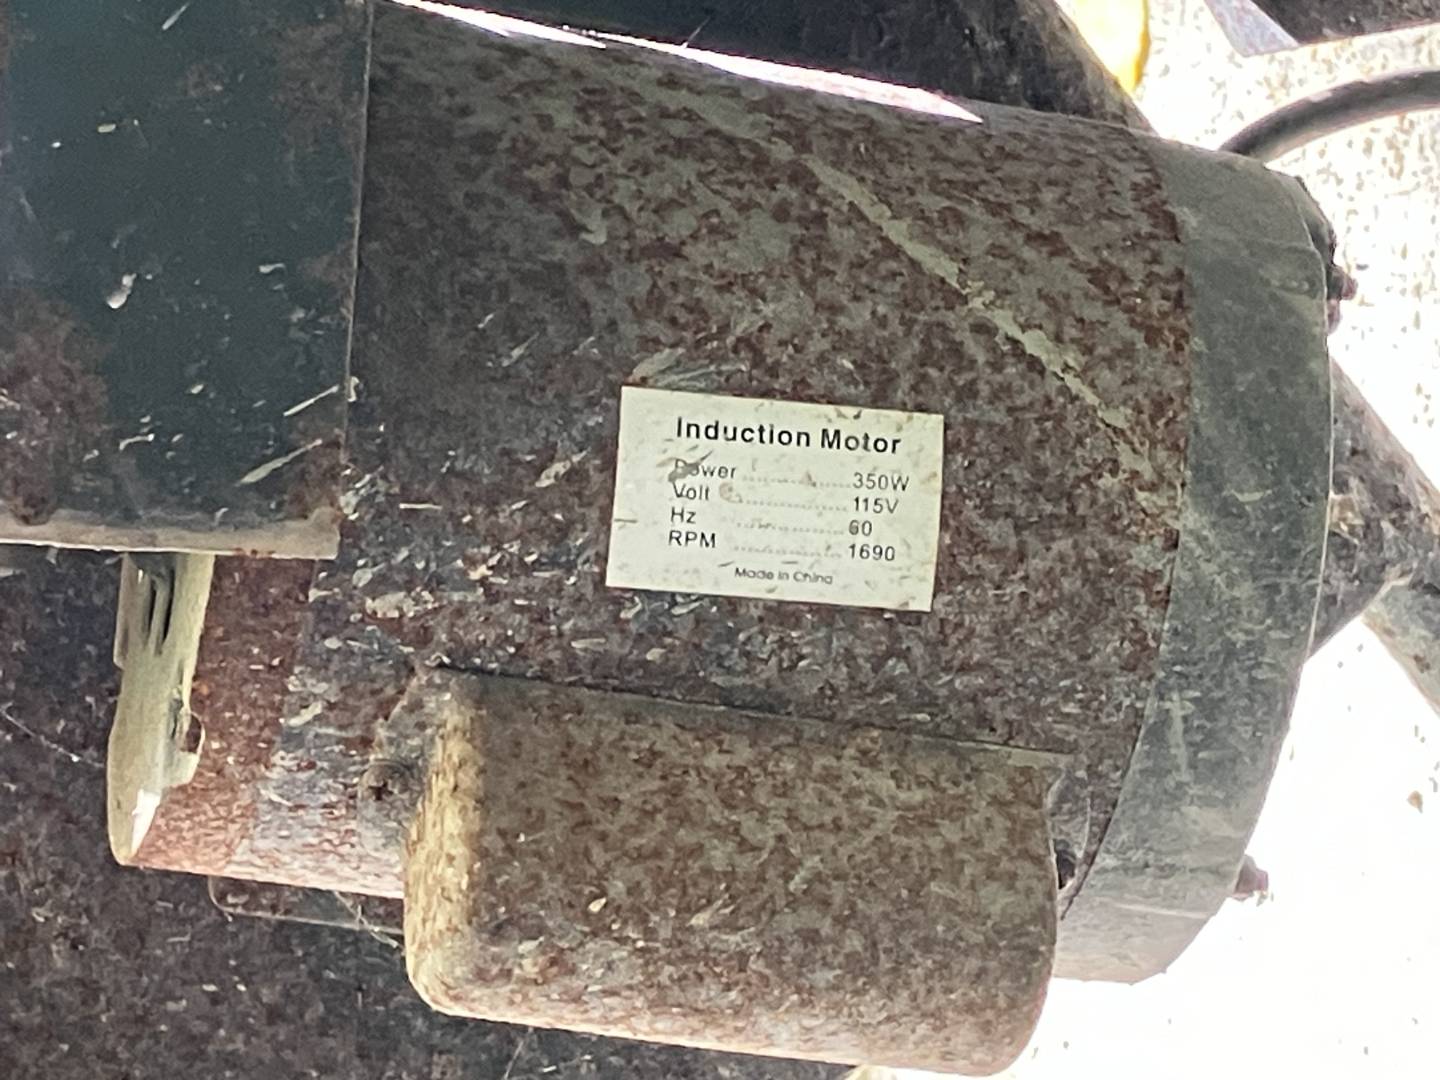 Induction Motor
Power ............... 350W
Volt ............... 115V
Hz ............... 60
RPM ............... 1690
Made in China